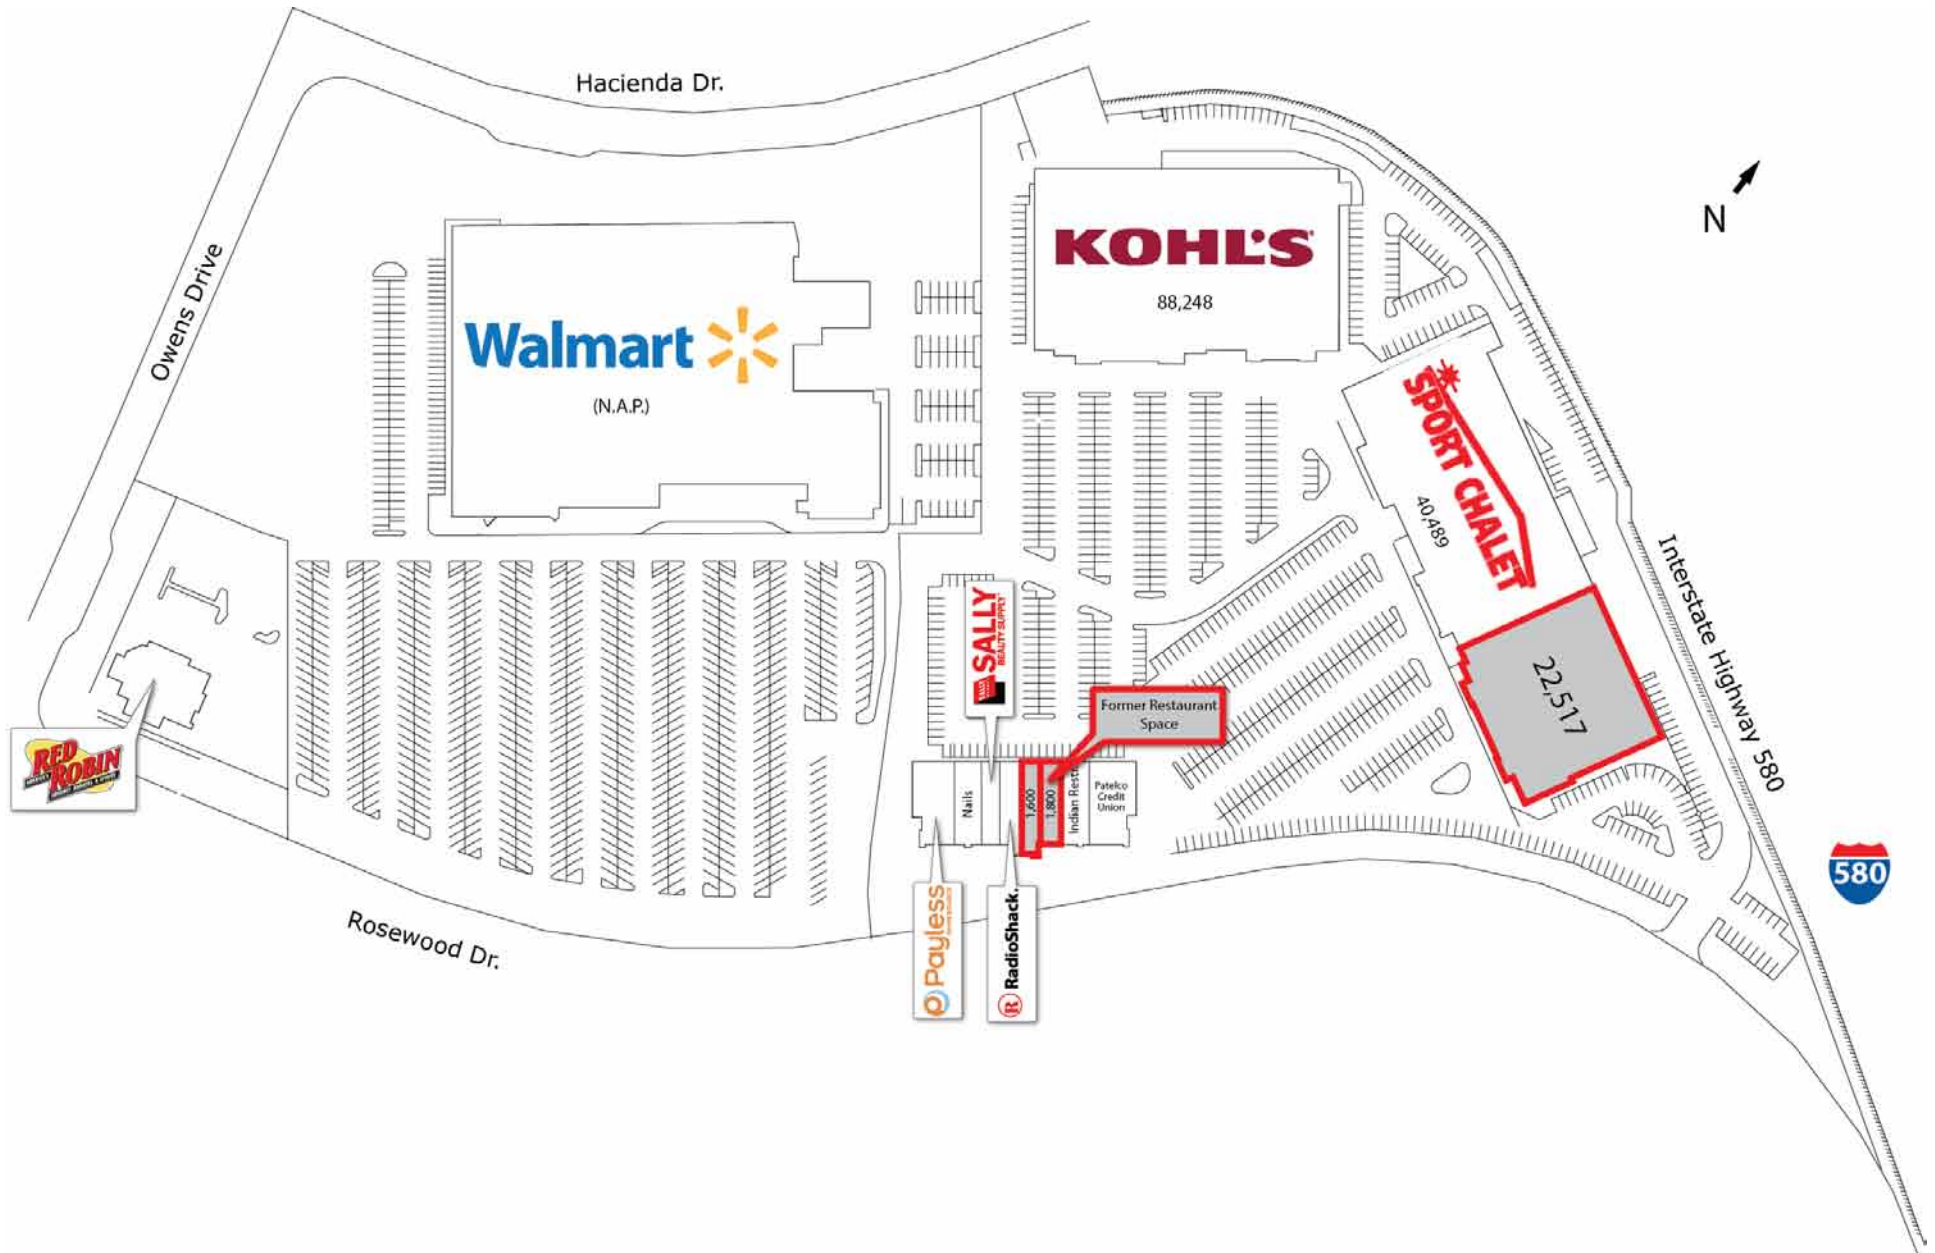 Hacienda Dr.
N
Owens Drive
KOHL'S
88,248
Walmart
(N.A.P.)
SPORT CHALET
40,489
Interstate Highway 580
22,517
SALLY
BEAUTY SUPPLY
Former Restaurant
Space
RED
ROBIN
Nails
1,600
1,800
Indian Rest
Patelco
Credit
Union
580
Payless
RadioShack.
R
Rosewood Dr.